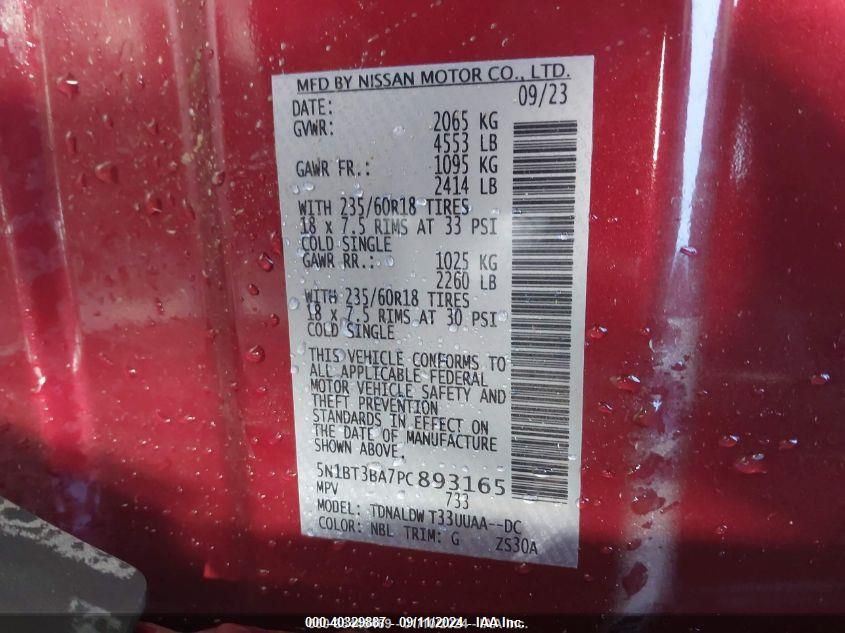 MFD BY NISSAN MOTOR CO., LTD.
DATE: 09/23
GVWR: 2065 KG
4553 LB
GAWR FR.: 1095 KG
2414 LB
WITH 235/60R18 TIRES
18 x 7.5 RIMS AT 33 PSI
COLD SINGLE
GAWR RR.: 1025 KG
2260 LB
WITH 235/60R18 TIRES
18 x 7.5 RIMS AT 30 PSI
COLD SINGLE
THIS VEHICLE CONFORMS TO
ALL APPLICABLE FEDERAL
MOTOR VEHICLE SAFETY AND
THEFT PREVENTION
STANDARDS IN EFFECT ON
THE DATE OF MANUFACTURE
SHOWN ABOVE.
5N1BT3BA7PC893165
MPV 733
MODEL: TDNALDW T33UUAA--DC
COLOR: NBL TRIM: G ZS30A
000-40329887 - 09/11/2024 - IAA Inc.